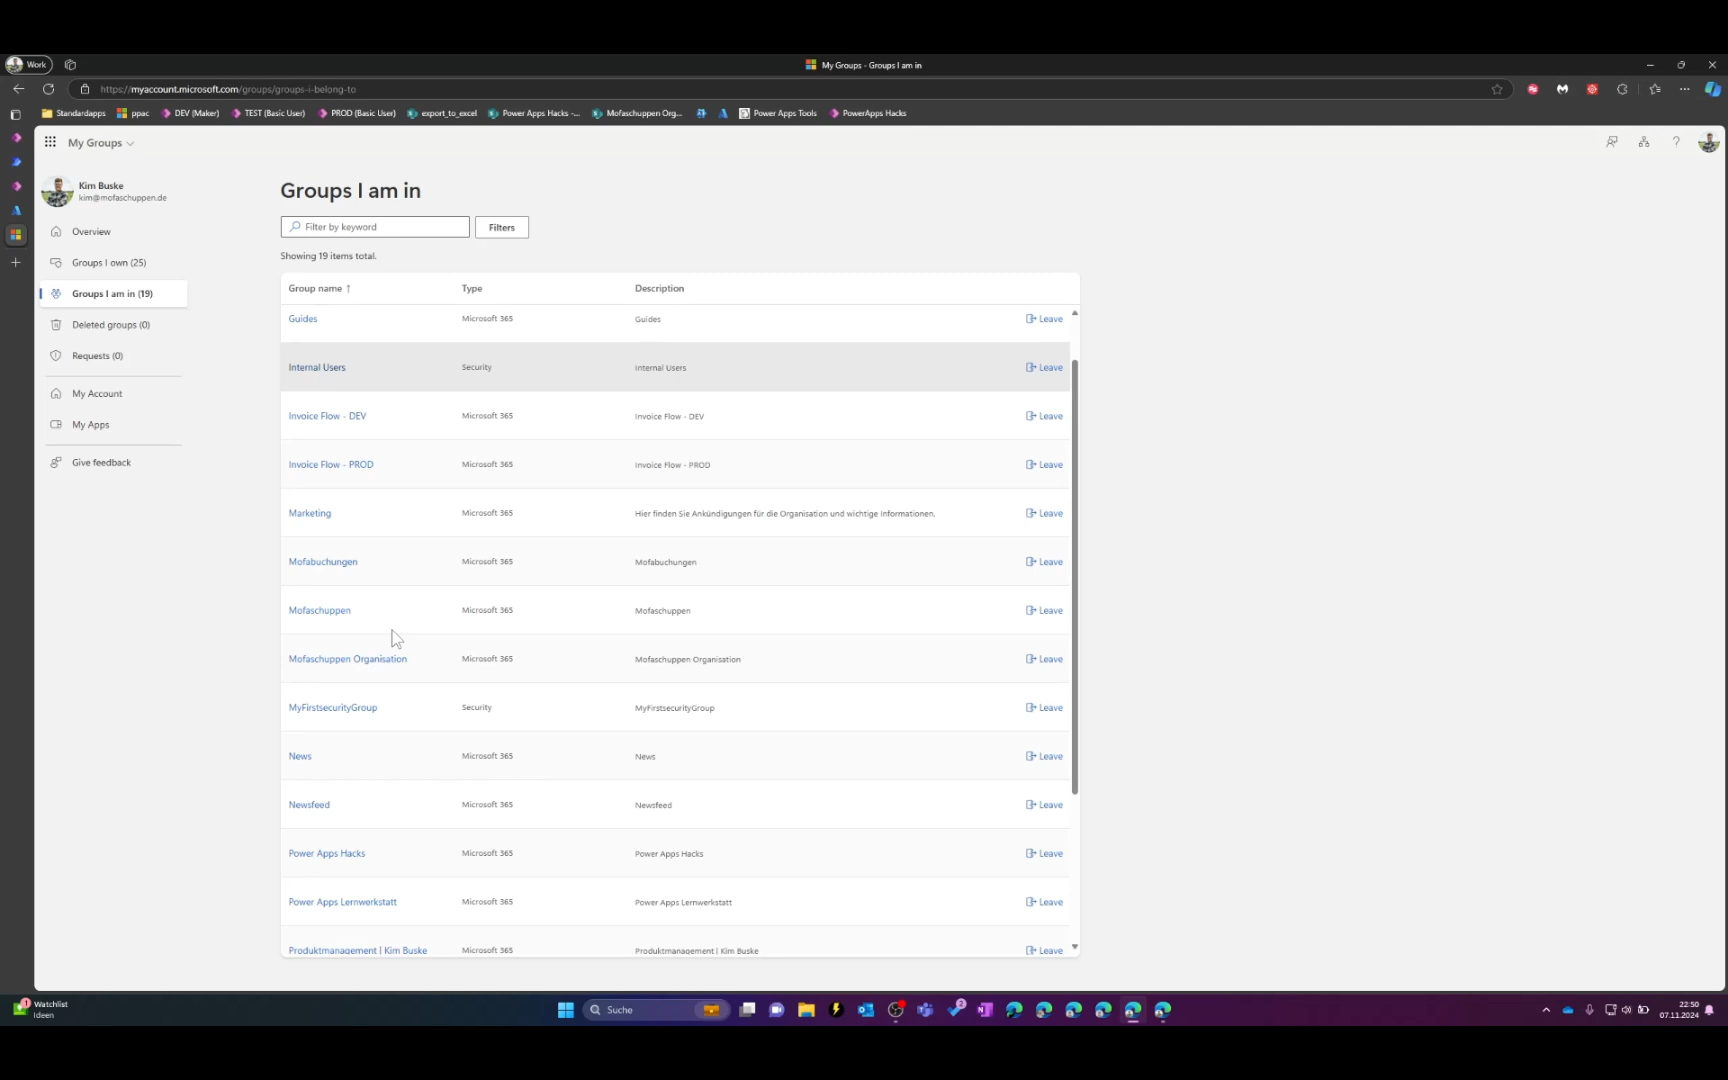 Work
My Groups - Groups I am in
https://myaccount.microsoft.com/groups/groups-i-belong-to
Standardapps
ppac
DEV (Maker)
TEST (Basic User)
PROD (Basic User)
export_to_excel
Power Apps Hacks -...
Mofaschuppen Org...
Power Apps Tools
PowerApps Hacks
My Groups
Kim Buske
kim@mofaschuppen.de
Overview
Groups I own (25)
Groups I am in (19)
Deleted groups (0)
Requests (0)
My Account
My Apps
Give feedback
Groups I am in
Filter by keyword
Filters
Showing 19 items total.
Group name ↑ Type Description
Guides Microsoft 365 Guides Leave
Internal Users Security Internal Users Leave
Invoice Flow - DEV Microsoft 365 Invoice Flow - DEV Leave
Invoice Flow - PROD Microsoft 365 Invoice Flow - PROD Leave
Marketing Microsoft 365 Hier finden Sie Ankündigungen für die Organisation und wichtige Informationen. Leave
Mofabuchungen Microsoft 365 Mofabuchungen Leave
Mofaschuppen Microsoft 365 Mofaschuppen Leave
Mofaschuppen Organisation Microsoft 365 Mofaschuppen Organisation Leave
MyFirstsecurityGroup Security MyFirstsecurityGroup Leave
News Microsoft 365 News Leave
Newsfeed Microsoft 365 Newsfeed Leave
Power Apps Hacks Microsoft 365 Power Apps Hacks Leave
Power Apps Lernwerkstatt Microsoft 365 Power Apps Lernwerkstatt Leave
Produktmanagement | Kim Buske Microsoft 365 Produktmanagement | Kim Buske Leave
1
Watchlist
Ideen
Suche
2
22:50
07.11.2024